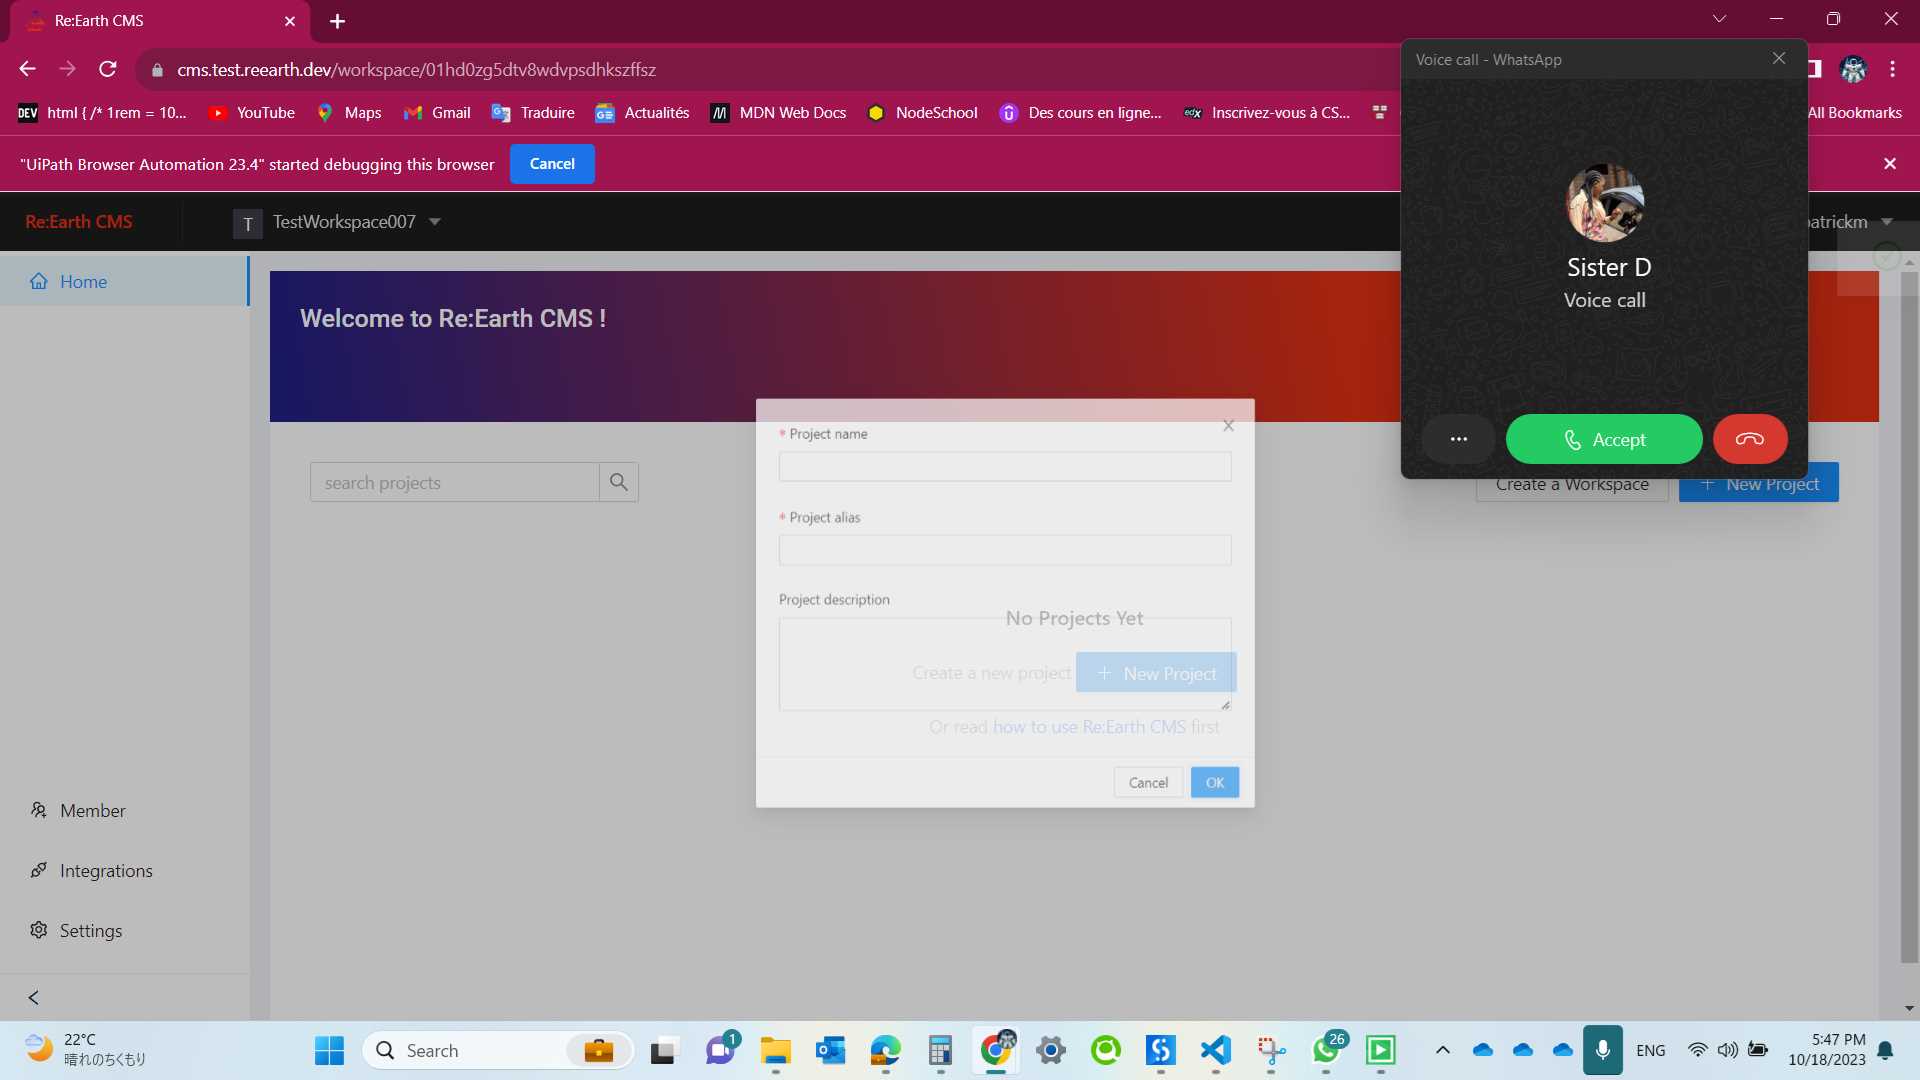 Re:Earth CMS
cms.test.reearth.dev/workspace/01hd0zg5dtv8wdvpsdhkszffsz
DEV html { /* 1rem = 10... YouTube Maps Gmail Traduire Actualités MDN Web Docs NodeSchool Des cours en ligne... Inscrivez-vous à CS... All Bookmarks
"UiPath Browser Automation 23.4" started debugging this browser Cancel
Re:Earth CMS T TestWorkspace007 patrickm
Home
Welcome to Re:Earth CMS !
search projects
Create a Workspace + New Project
Voice call - WhatsApp
Sister D
Voice call
Accept
* Project name
* Project alias
Project description
No Projects Yet
Create a new project + New Project
Or read how to use Re:Earth CMS first
Cancel OK
Member
Integrations
Settings
22°C
晴れのちくもり
Search
1
26
ENG
5:47 PM
10/18/2023